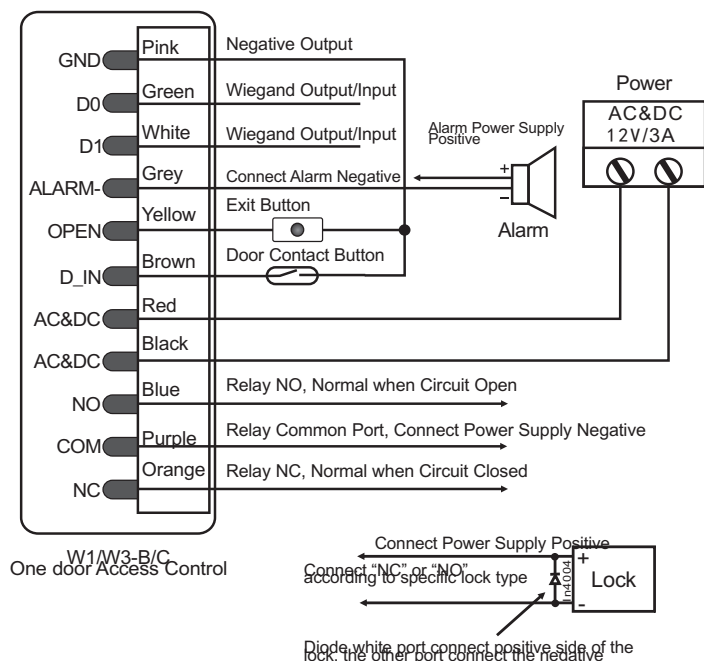 GND Pink Negative Output
D0 Green Wiegand Output/Input
D1 White Wiegand Output/Input
ALARM- Grey Connect Alarm Negative
OPEN Yellow Exit Button
D_IN Brown Door Contact Button
AC&DC Red
AC&DC Black
NO Blue Relay NO, Normal when Circuit Open
COM Purple Relay Common Port, Connect Power Supply Negative
NC Orange Relay NC, Normal when Circuit Closed
Alarm Power Supply
Positive
+
−
Alarm
Power
AC&DC
12V/3A
W1/W3-B/C
One door Access Control
Connect Power Supply Positive
Connect “NC” or “NO”
according to specific lock type
In4004
+
Lock
-
Diode white port connect positive side of the
lock, the other port connect the negative